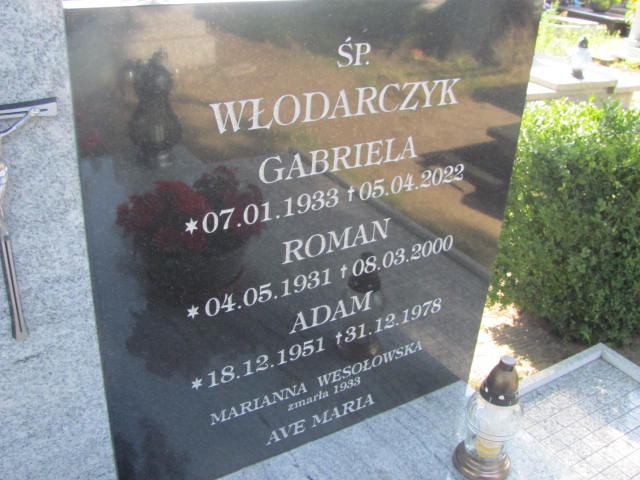 ŚP.
WŁODARCZYK
GABRIELA
*07.01.1933 †05.04.2022
ROMAN
*04.05.1931 †08.03.2000
ADAM
*18.12.1951 †31.12.1978
MARIANNA WESOŁOWSKA
zmarła 1933
AVE MARIA